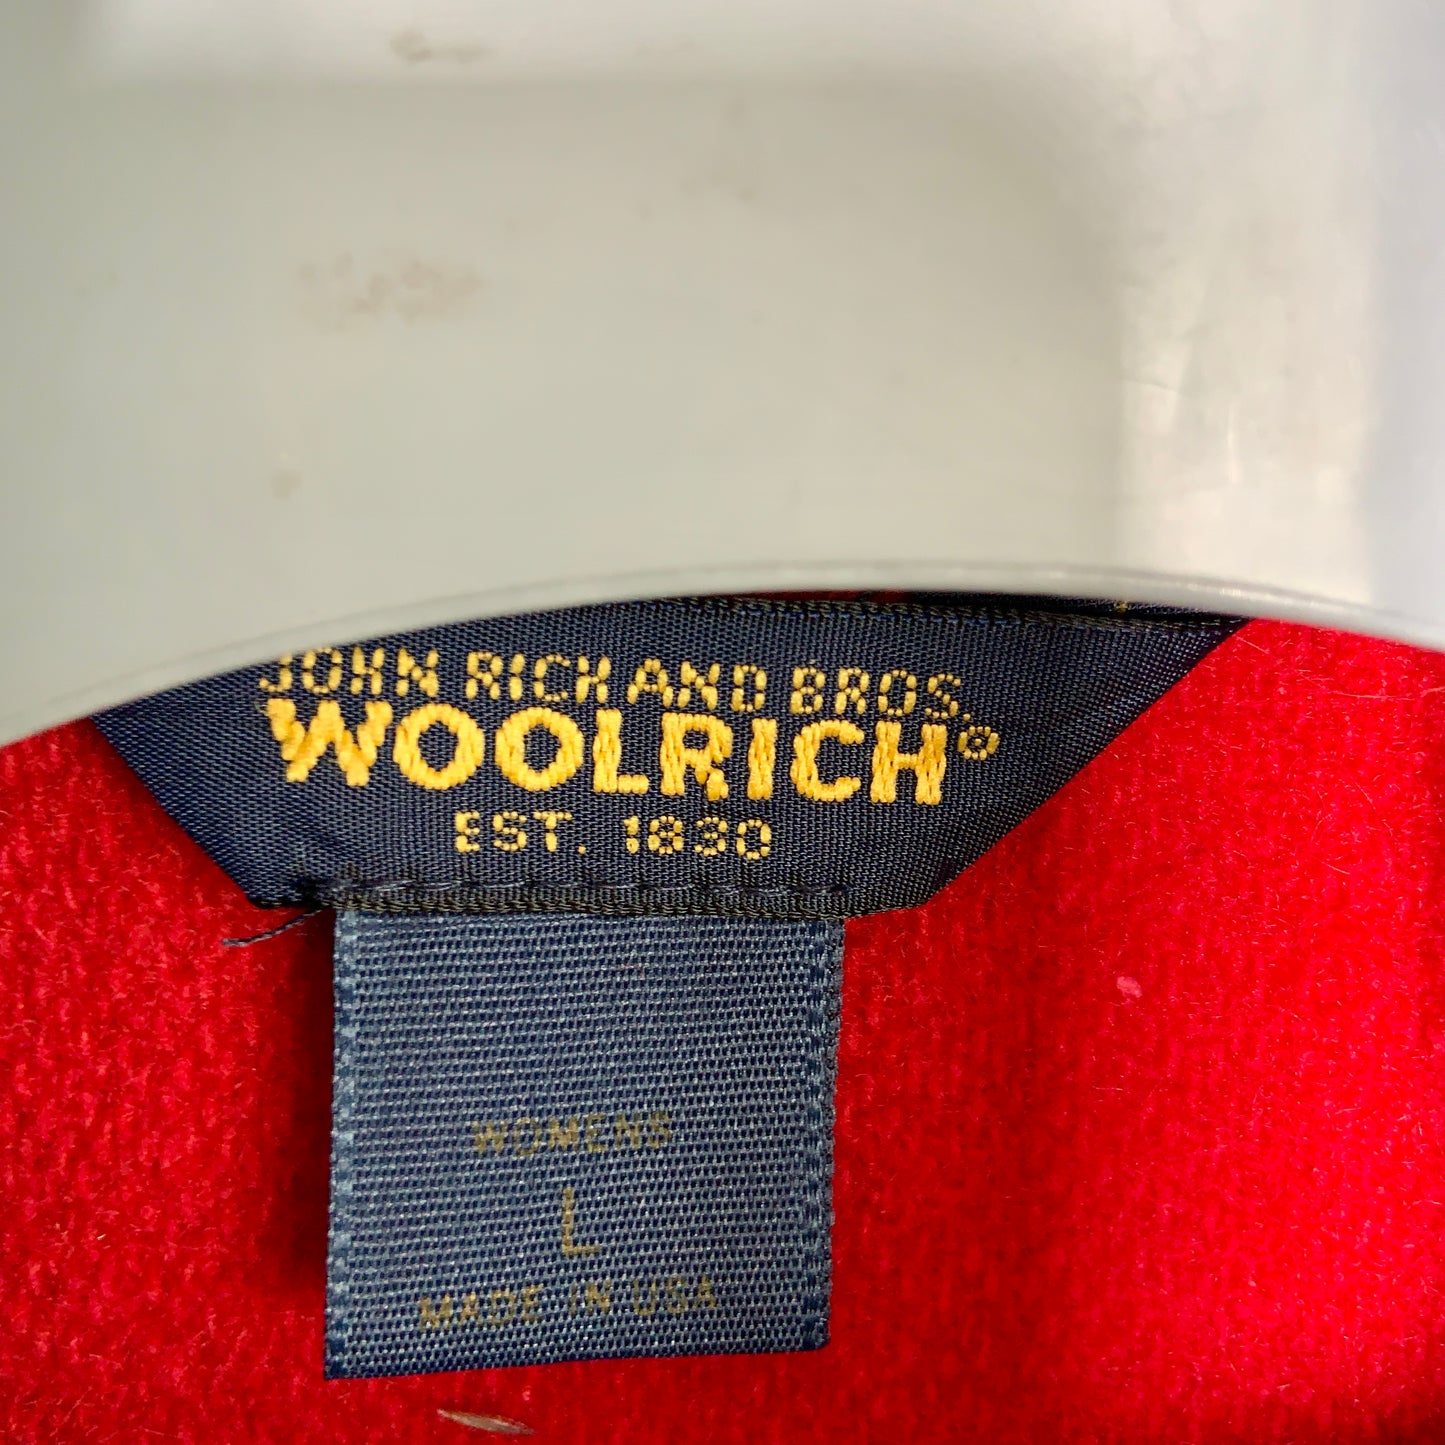 JOHN RICH AND BROS.
WOOLRICH®
EST. 1830
WOMENS
L
MADE IN USA